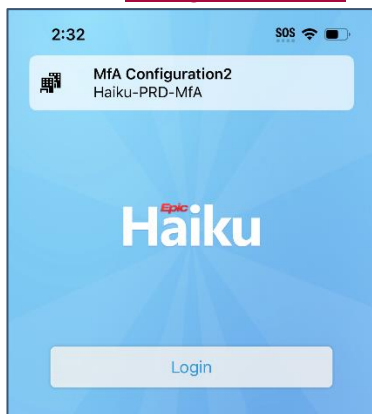 2:32 SOS
MfA Configuration2
Haiku-PRD-MfA
Epic
Haiku
Login